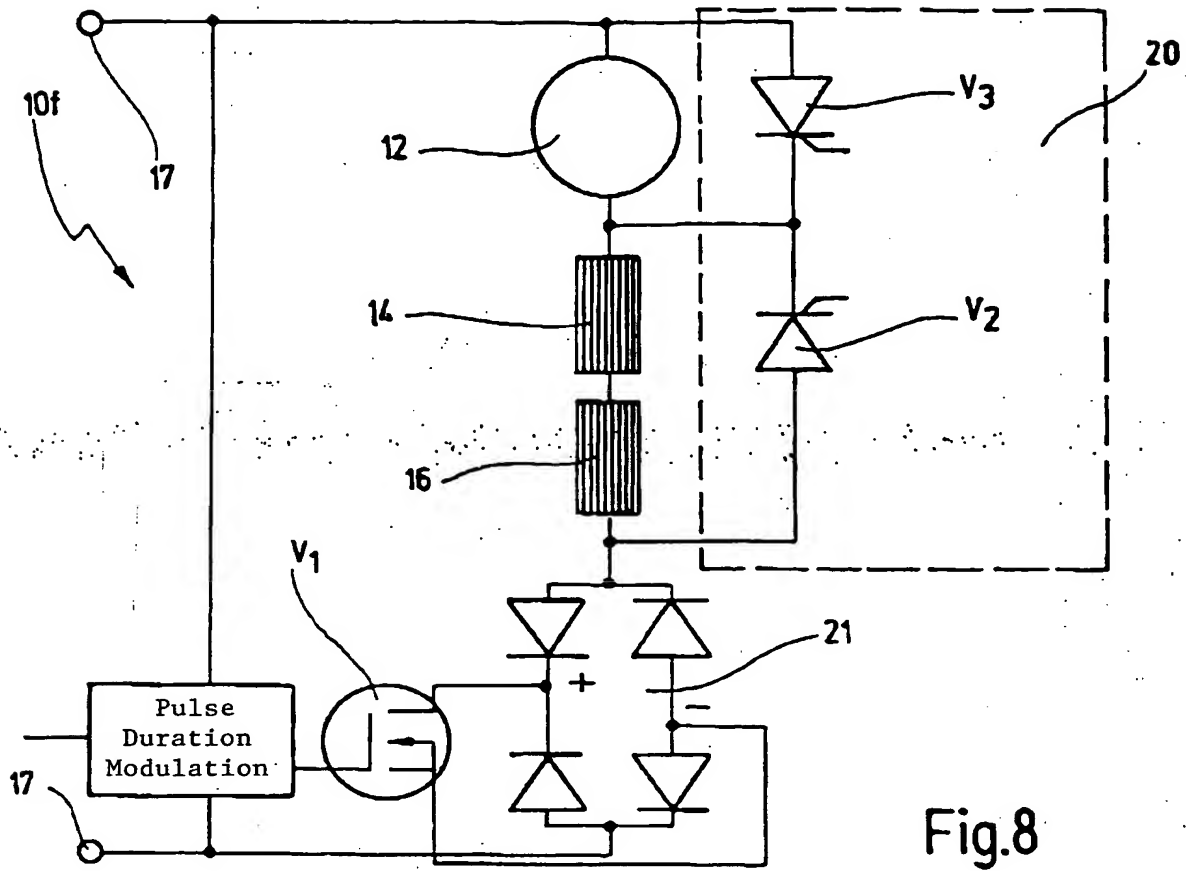 20
V3
10f
17
12
14
V2
16
V1
21
+
−
Pulse
Duration
Modulation
17
Fig.8